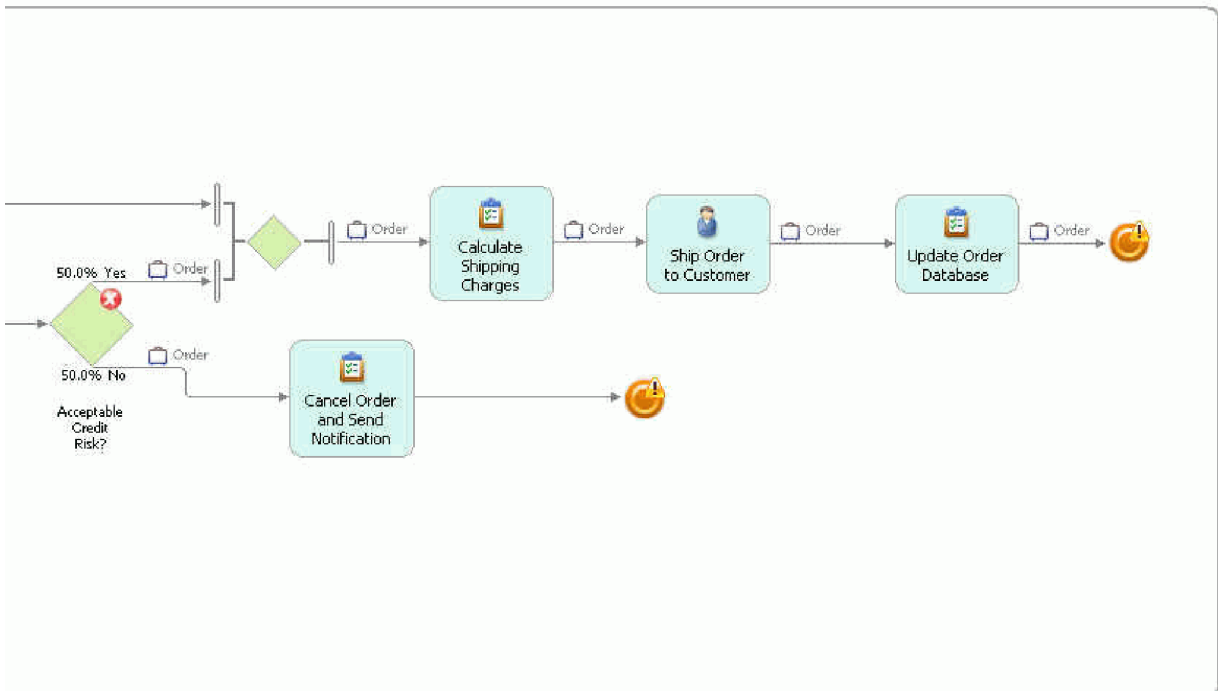 Order
Calculate
Shipping
Charges
Order
Ship Order
to Customer
Order
Update Order
Database
Order
50.0% Yes
Order
50.0% No
Order
Acceptable
Credit
Risk?
Cancel Order
and Send
Notification